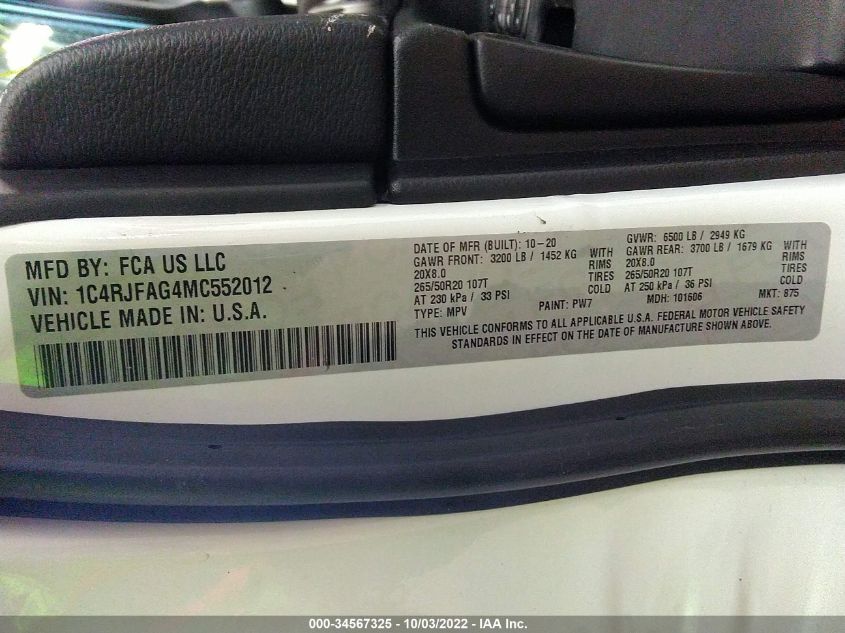 MFD BY: FCA US LLC
VIN: 1C4RJFAG4MC552012
VEHICLE MADE IN: U.S.A.
DATE OF MFR (BUILT): 10-20
GAWR FRONT: 3200 LB / 1452 KG WITH
20X8.0 RIMS
265/50R20 107T TIRES
AT 230 kPa / 33 PSI COLD
TYPE: MPV PAINT: PW7
GVWR: 6500 LB / 2949 KG
GAWR REAR: 3700 LB / 1679 KG WITH
20X8.0 RIMS
265/50R20 107T TIRES
AT 250 kPa / 36 PSI COLD
MDH: 101606 MKT: 875
THIS VEHICLE CONFORMS TO ALL APPLICABLE U.S.A. FEDERAL MOTOR VEHICLE SAFETY
STANDARDS IN EFFECT ON THE DATE OF MANUFACTURE SHOWN ABOVE.
000-34567325 - 10/03/2022 - IAA Inc.